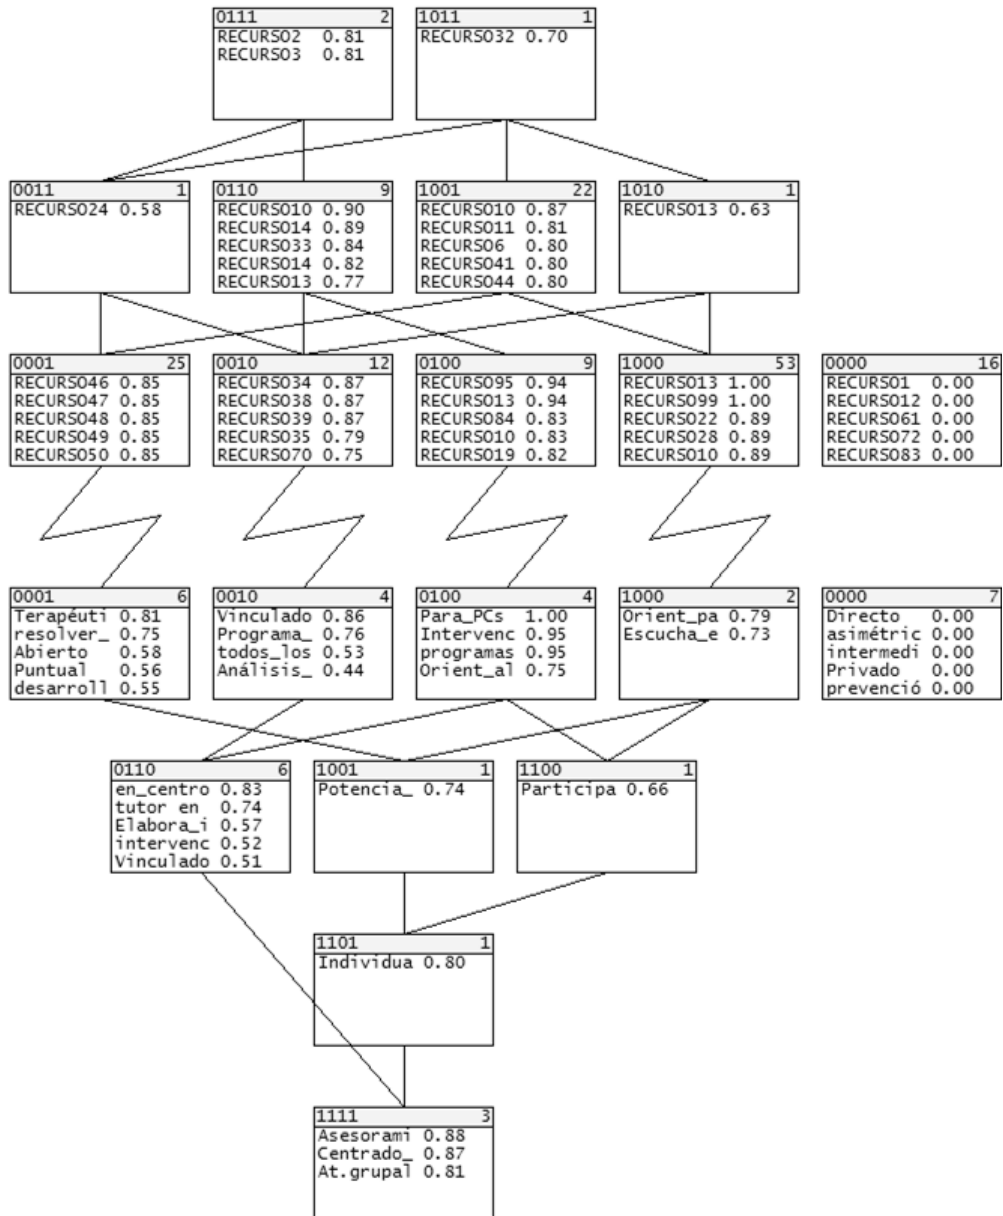 0111 2
RECURSO2 0.81
RECURSO3 0.81
1011 1
RECURSO32 0.70
0011 1
RECURSO24 0.58
0110 9
RECURSO10 0.90
RECURSO14 0.89
RECURSO33 0.84
RECURSO14 0.82
RECURSO13 0.77
1001 22
RECURSO10 0.87
RECURSO11 0.81
RECURSO6 0.80
RECURSO41 0.80
RECURSO44 0.80
1010 1
RECURSO13 0.63
0001 25
RECURSO46 0.85
RECURSO47 0.85
RECURSO48 0.85
RECURSO49 0.85
RECURSO50 0.85
0010 12
RECURSO34 0.87
RECURSO38 0.87
RECURSO39 0.87
RECURSO35 0.79
RECURSO70 0.75
0100 9
RECURSO95 0.94
RECURSO13 0.94
RECURSO84 0.83
RECURSO10 0.83
RECURSO19 0.82
1000 53
RECURSO13 1.00
RECURSO99 1.00
RECURSO22 0.89
RECURSO28 0.89
RECURSO10 0.89
0000 16
RECURSO1 0.00
RECURSO12 0.00
RECURSO61 0.00
RECURSO72 0.00
RECURSO83 0.00
0001 6
Terapéuti 0.81
resolver_ 0.75
Abierto 0.58
Puntual 0.56
desarroll 0.55
0010 4
Vinculado 0.86
Programa_ 0.76
todos_los 0.53
Análisis_ 0.44
0100 4
Para_PCs 1.00
Intervenc 0.95
programas 0.95
Orient_al 0.75
1000 2
Orient_pa 0.79
Escucha_e 0.73
0000 7
Directo 0.00
asimétric 0.00
intermedi 0.00
Privado 0.00
prevenció 0.00
0110 6
en_centro 0.83
tutor en 0.74
Elabora_i 0.57
intervenc 0.52
Vinculado 0.51
1001 1
Potencia_ 0.74
1100 1
Participa 0.66
1101 1
Individua 0.80
1111 3
Asesorami 0.88
Centrado_ 0.87
At.grupal 0.81